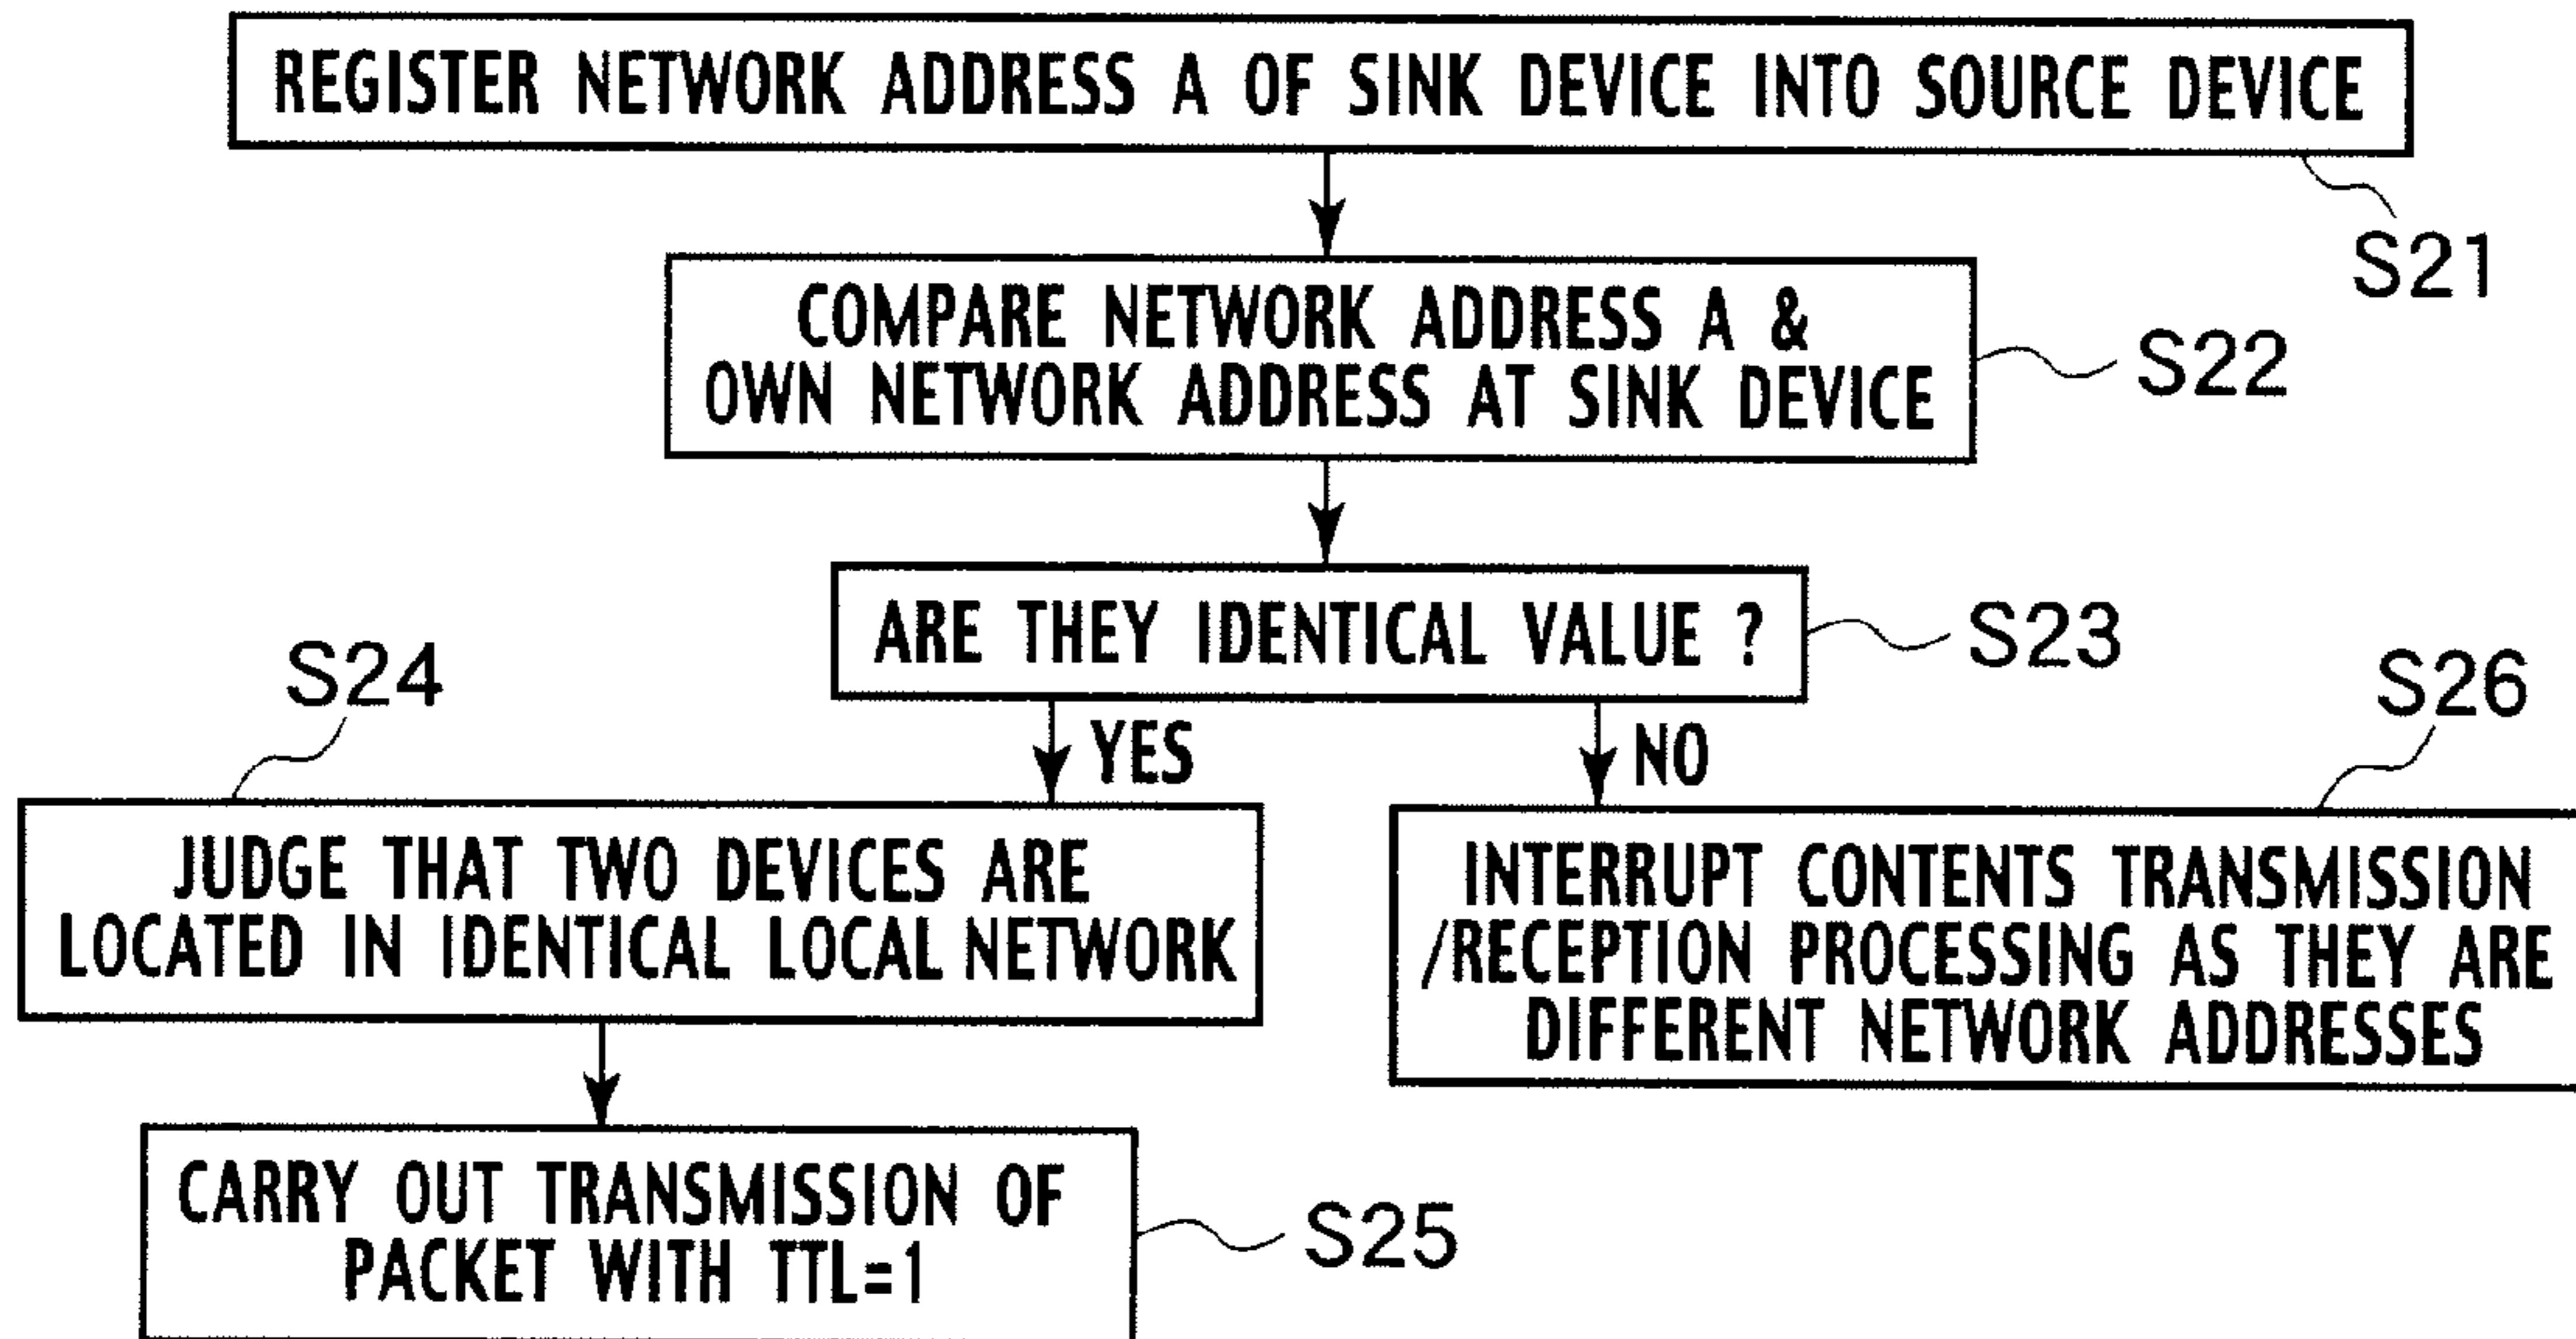 REGISTER NETWORK ADDRESS A OF SINK DEVICE INTO SOURCE DEVICE
S21
COMPARE NETWORK ADDRESS A &
OWN NETWORK ADDRESS AT SINK DEVICE
S22
ARE THEY IDENTICAL VALUE ?
S23
YES
NO
S24
JUDGE THAT TWO DEVICES ARE
LOCATED IN IDENTICAL LOCAL NETWORK
S26
INTERRUPT CONTENTS TRANSMISSION
/RECEPTION PROCESSING AS THEY ARE
DIFFERENT NETWORK ADDRESSES
CARRY OUT TRANSMISSION OF
PACKET WITH TTL=1
S25